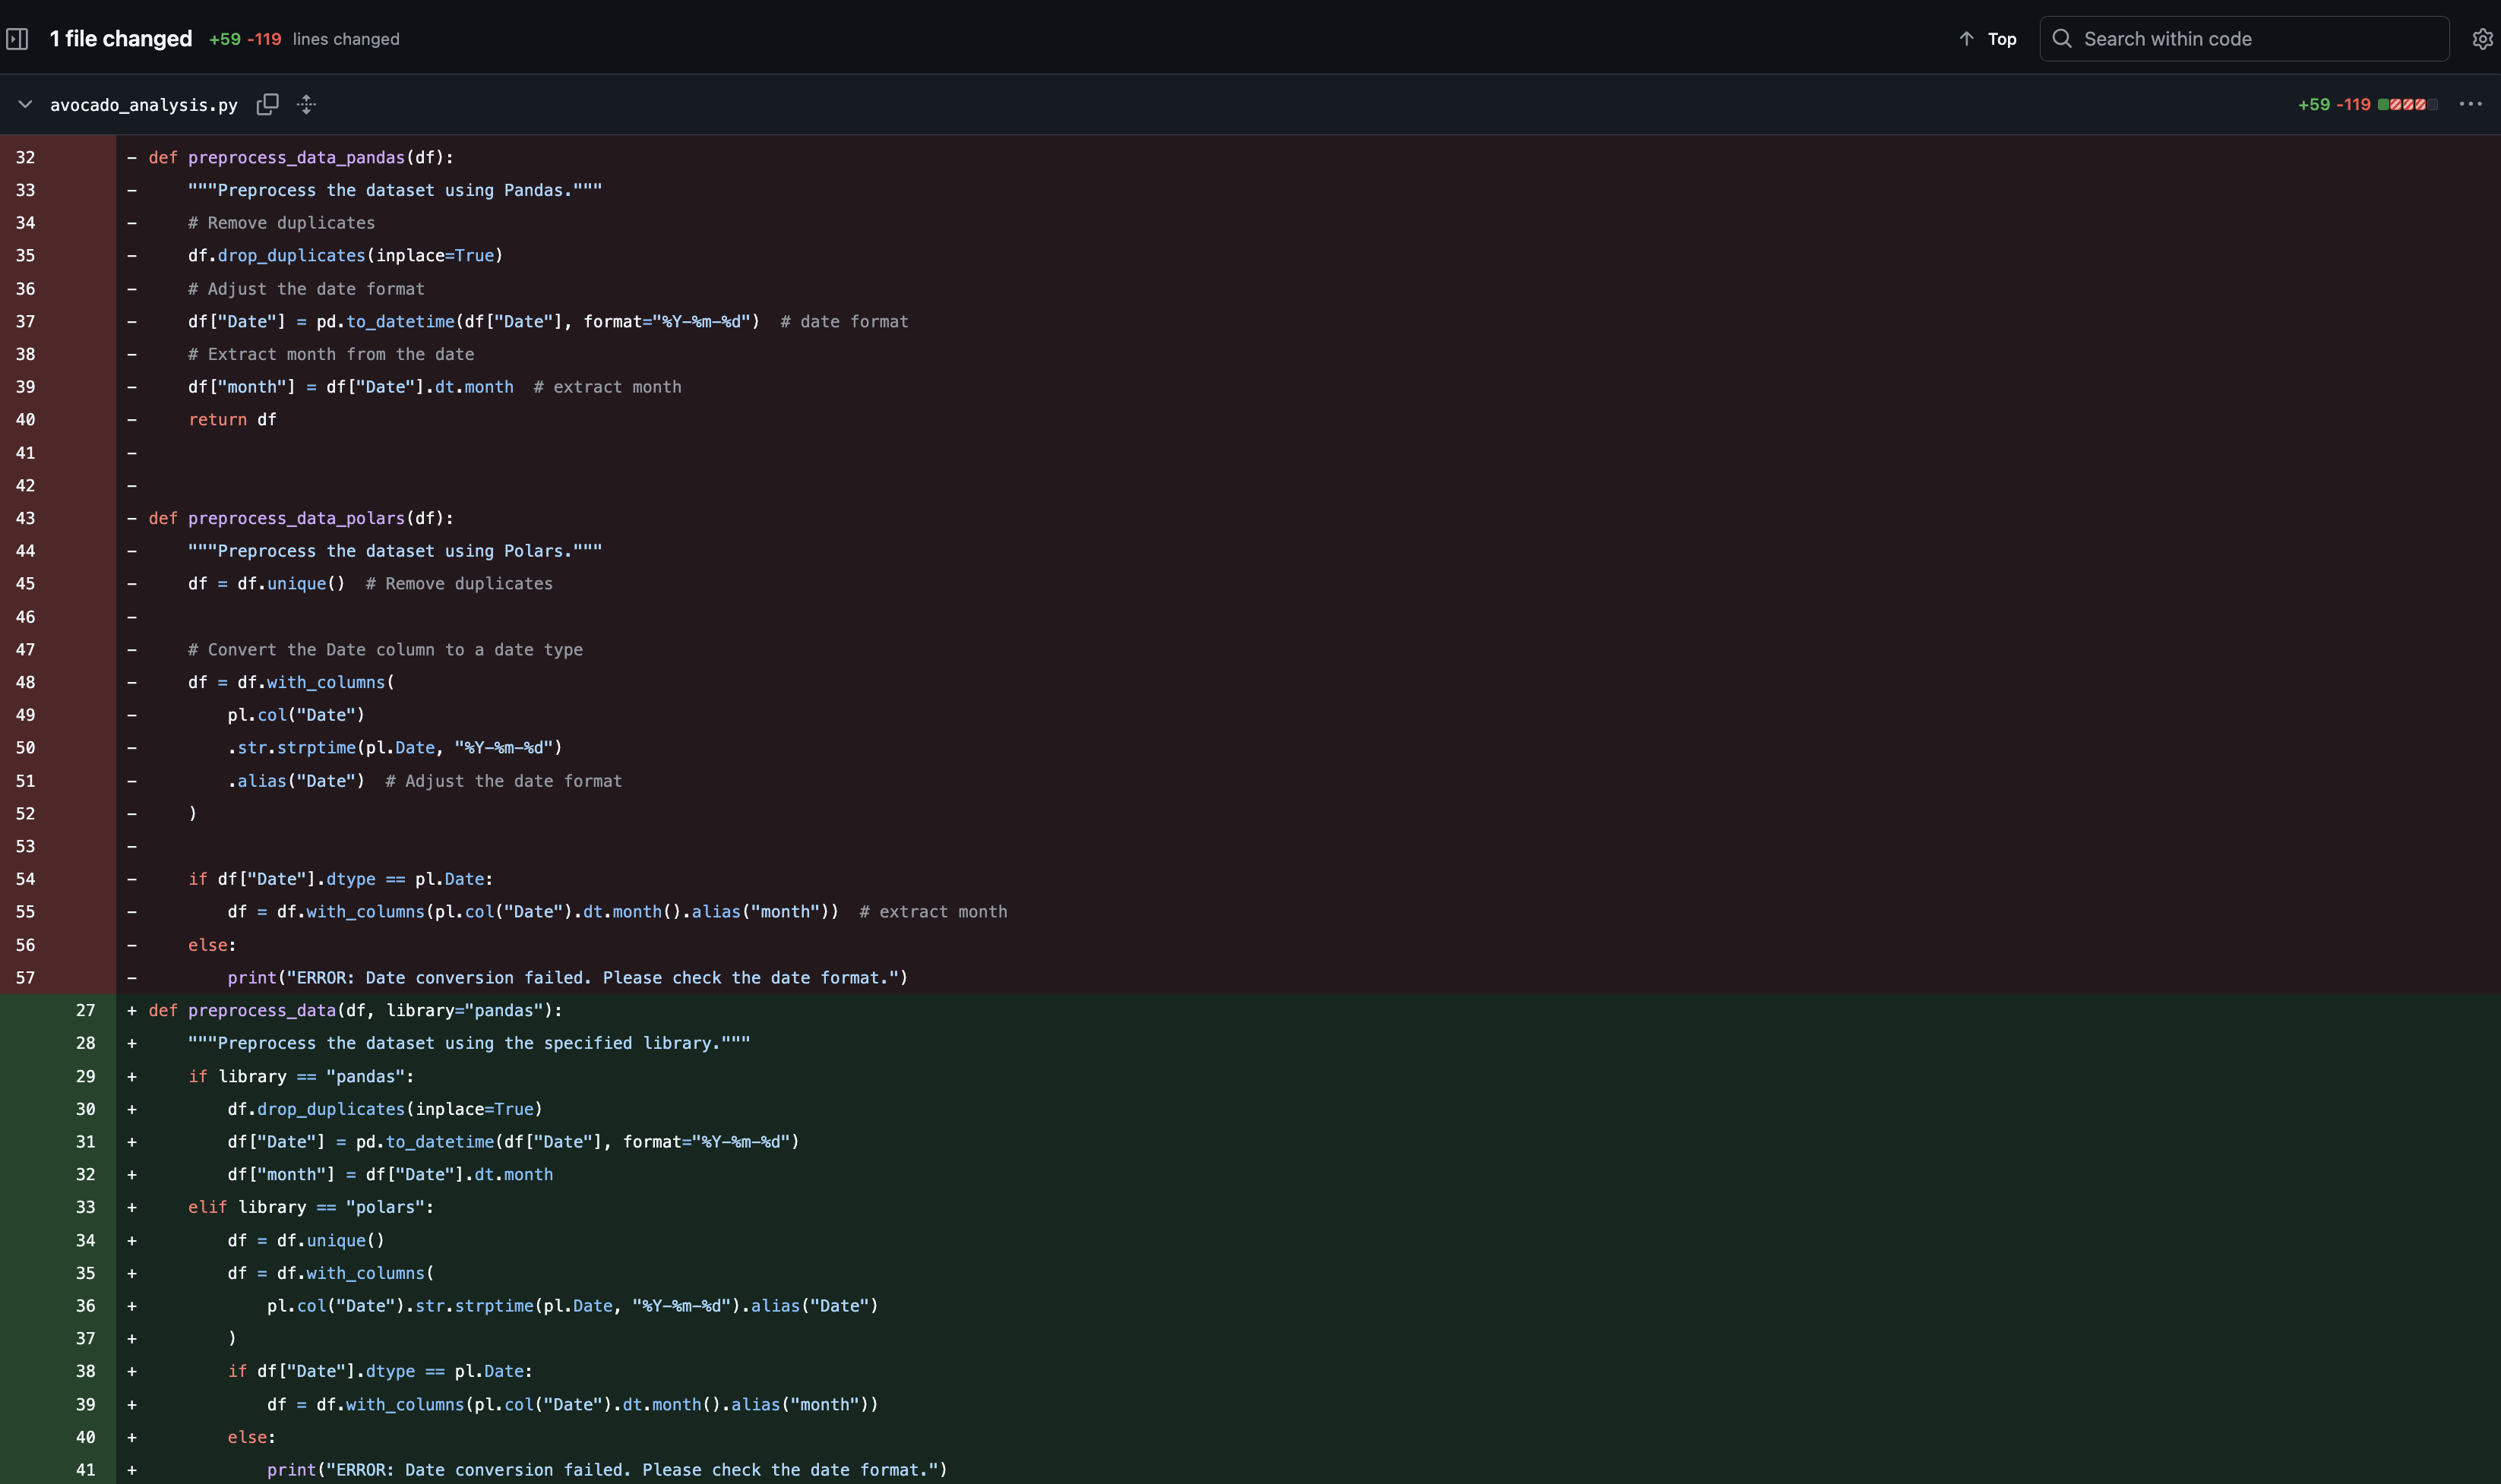 1 file changed +59 -119 lines changed Top Search within code
avocado_analysis.py +59 -119
32 - def preprocess_data_pandas(df):
33 - """Preprocess the dataset using Pandas."""
34 - # Remove duplicates
35 - df.drop_duplicates(inplace=True)
36 - # Adjust the date format
37 - df["Date"] = pd.to_datetime(df["Date"], format="%Y-%m-%d")  # date format
38 - # Extract month from the date
39 - df["month"] = df["Date"].dt.month  # extract month
40 - return df
41 -
42 -
43 - def preprocess_data_polars(df):
44 - """Preprocess the dataset using Polars."""
45 - df = df.unique()  # Remove duplicates
46 -
47 - # Convert the Date column to a date type
48 - df = df.with_columns(
49 - pl.col("Date")
50 - .str.strptime(pl.Date, "%Y-%m-%d")
51 - .alias("Date")  # Adjust the date format
52 - )
53 -
54 - if df["Date"].dtype == pl.Date:
55 - df = df.with_columns(pl.col("Date").dt.month().alias("month"))  # extract month
56 - else:
57 - print("ERROR: Date conversion failed. Please check the date format.")
27 + def preprocess_data(df, library="pandas"):
28 + """Preprocess the dataset using the specified library."""
29 + if library == "pandas":
30 + df.drop_duplicates(inplace=True)
31 + df["Date"] = pd.to_datetime(df["Date"], format="%Y-%m-%d")
32 + df["month"] = df["Date"].dt.month
33 + elif library == "polars":
34 + df = df.unique()
35 + df = df.with_columns(
36 + pl.col("Date").str.strptime(pl.Date, "%Y-%m-%d").alias("Date")
37 + )
38 + if df["Date"].dtype == pl.Date:
39 + df = df.with_columns(pl.col("Date").dt.month().alias("month"))
40 + else:
41 + print("ERROR: Date conversion failed. Please check the date format.")